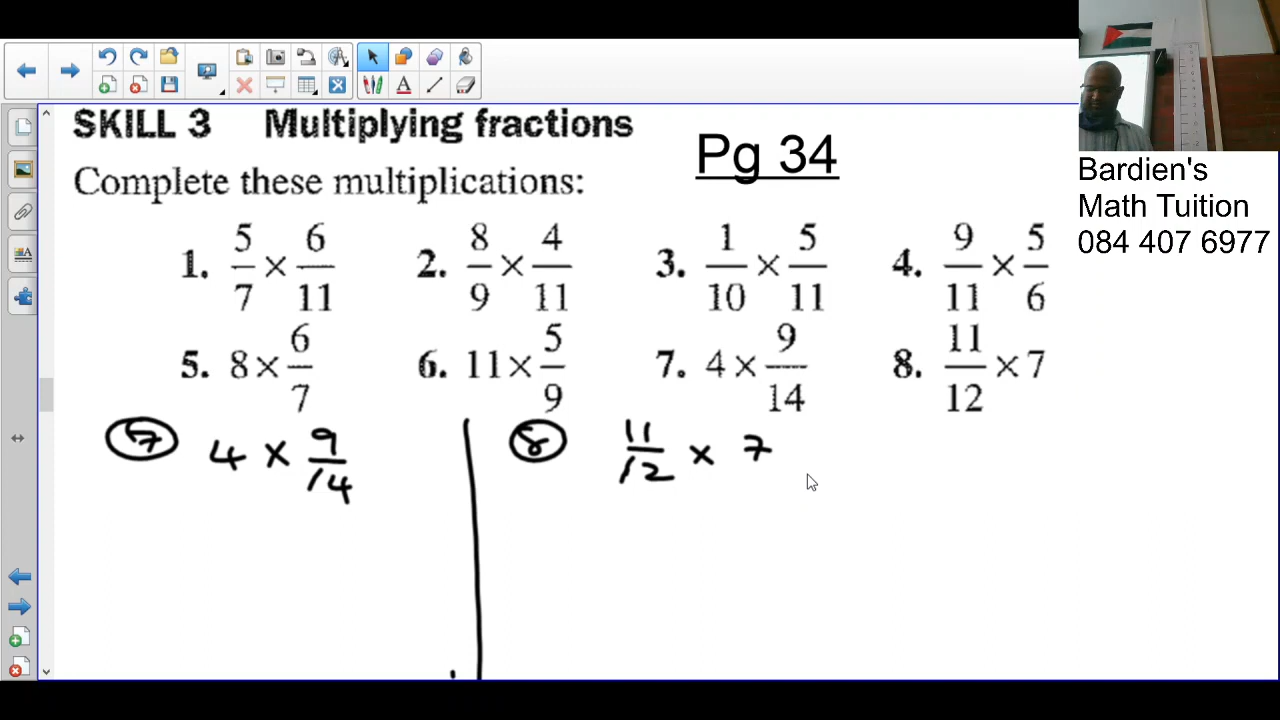 SKILL 3 Multiplying fractions
Pg 34
Complete these multiplications:
1. 5/7 × 6/11 2. 8/9 × 4/11 3. 1/10 × 5/11 4. 9/11 × 5/6
5. 8 × 6/7 6. 11 × 5/9 7. 4 × 9/14 8. 11/12 × 7
7 4 × 9/14 8 11/12 × 7
Bardien's
Math Tuition
084 407 6977